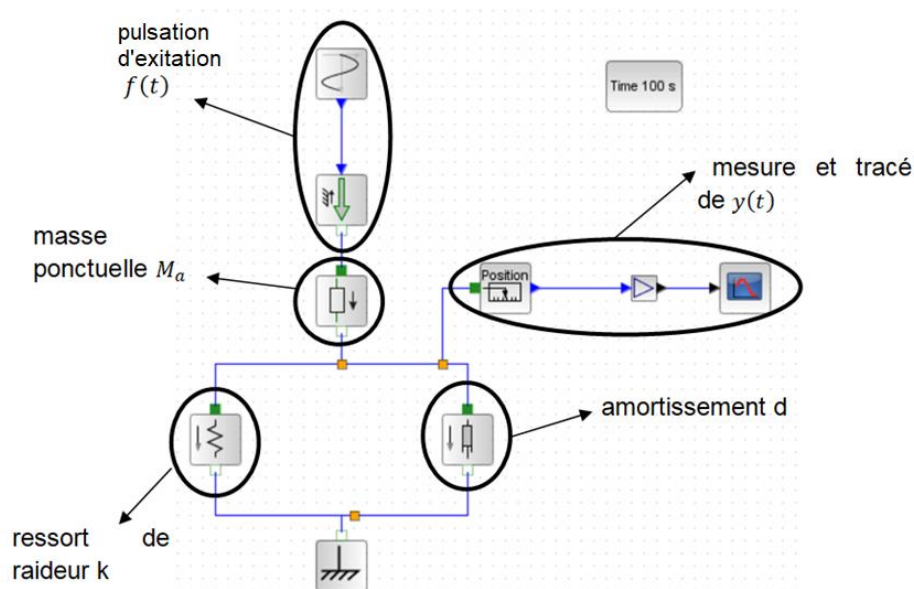 pulsation
d'exitation
f(t)
Time 100 s
mesure et tracé
de y(t)
masse
ponctuelle Mₐ
Position
amortissement d
ressort de
raideur k